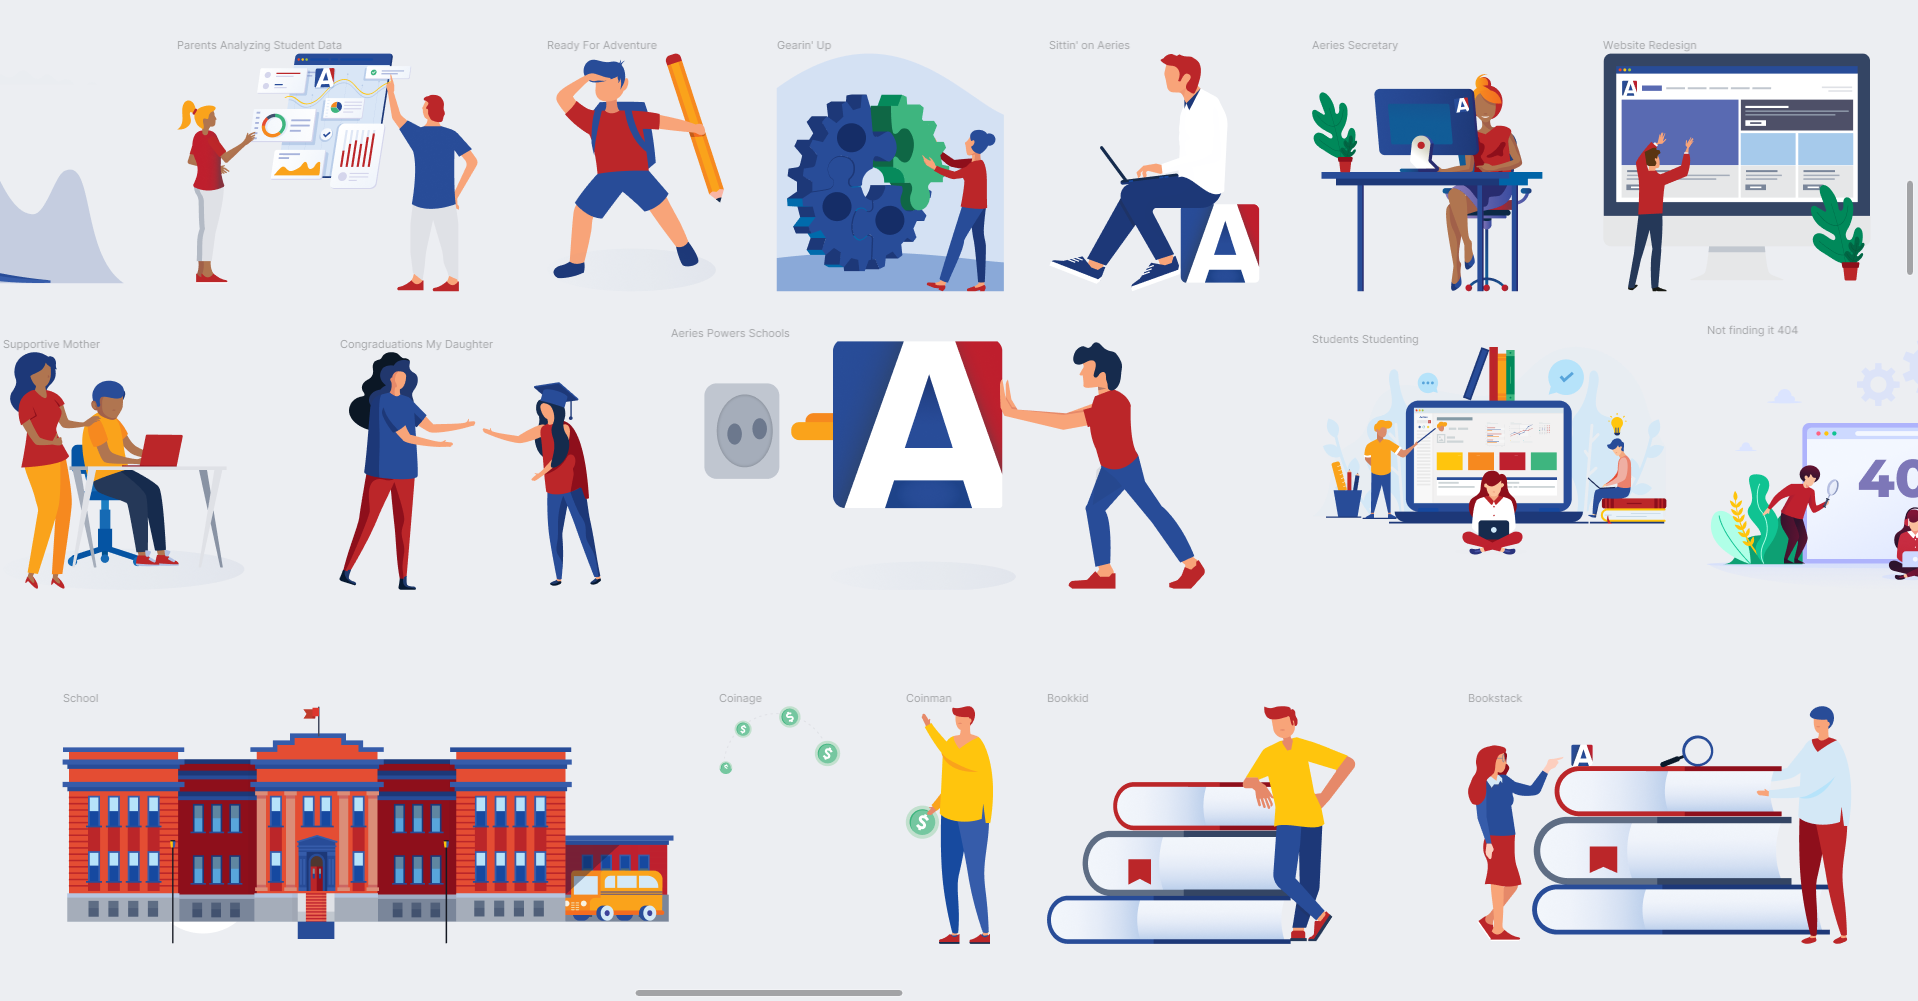 Parents Analyzing Student Data
Ready For Adventure
Gearin' Up
Sittin' on Aeries
Aeries Secretary
Website Redesign
A
A
A
A
Supportive Mother
Congraduations My Daughter
Aeries Powers Schools
Students Studenting
Not finding it 404
A
40
School
Coinage
Coinman
Bookkid
Bookstack
$
$
$
$
A